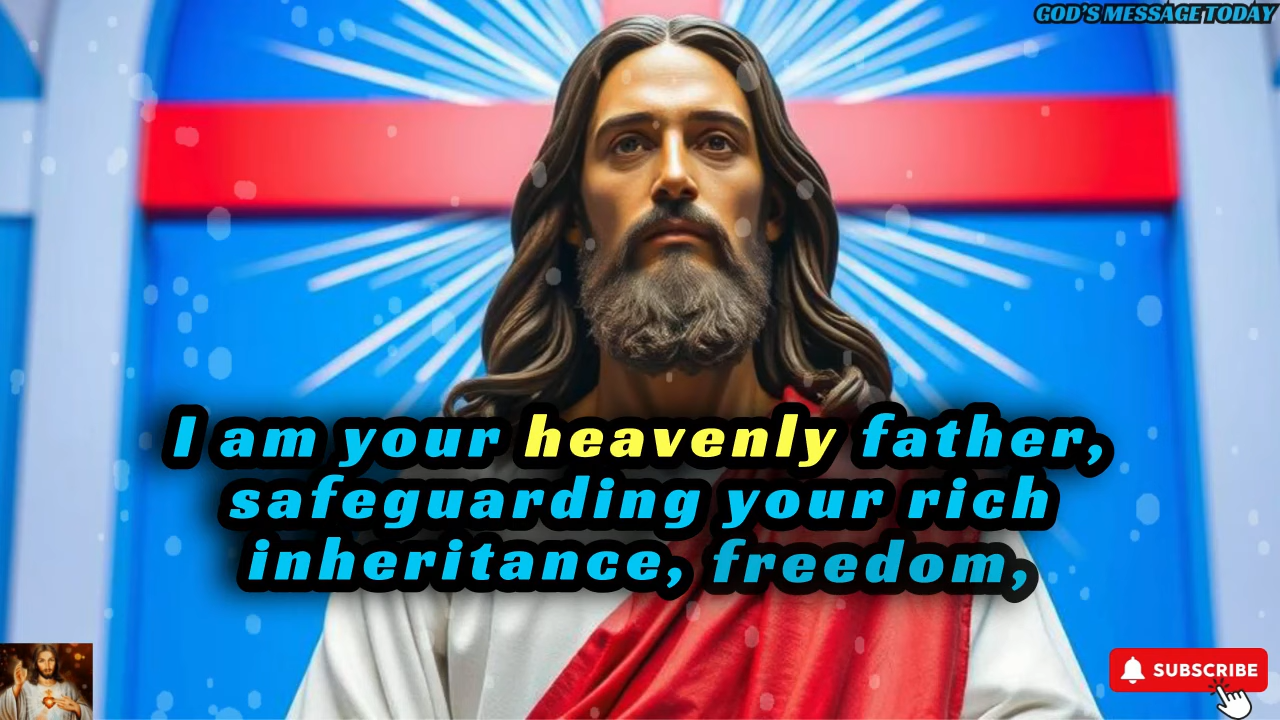 GOD'S MESSAGE TODAY
I am your heavenly father,
safeguarding your rich
inheritance, freedom,
SUBSCRIBE